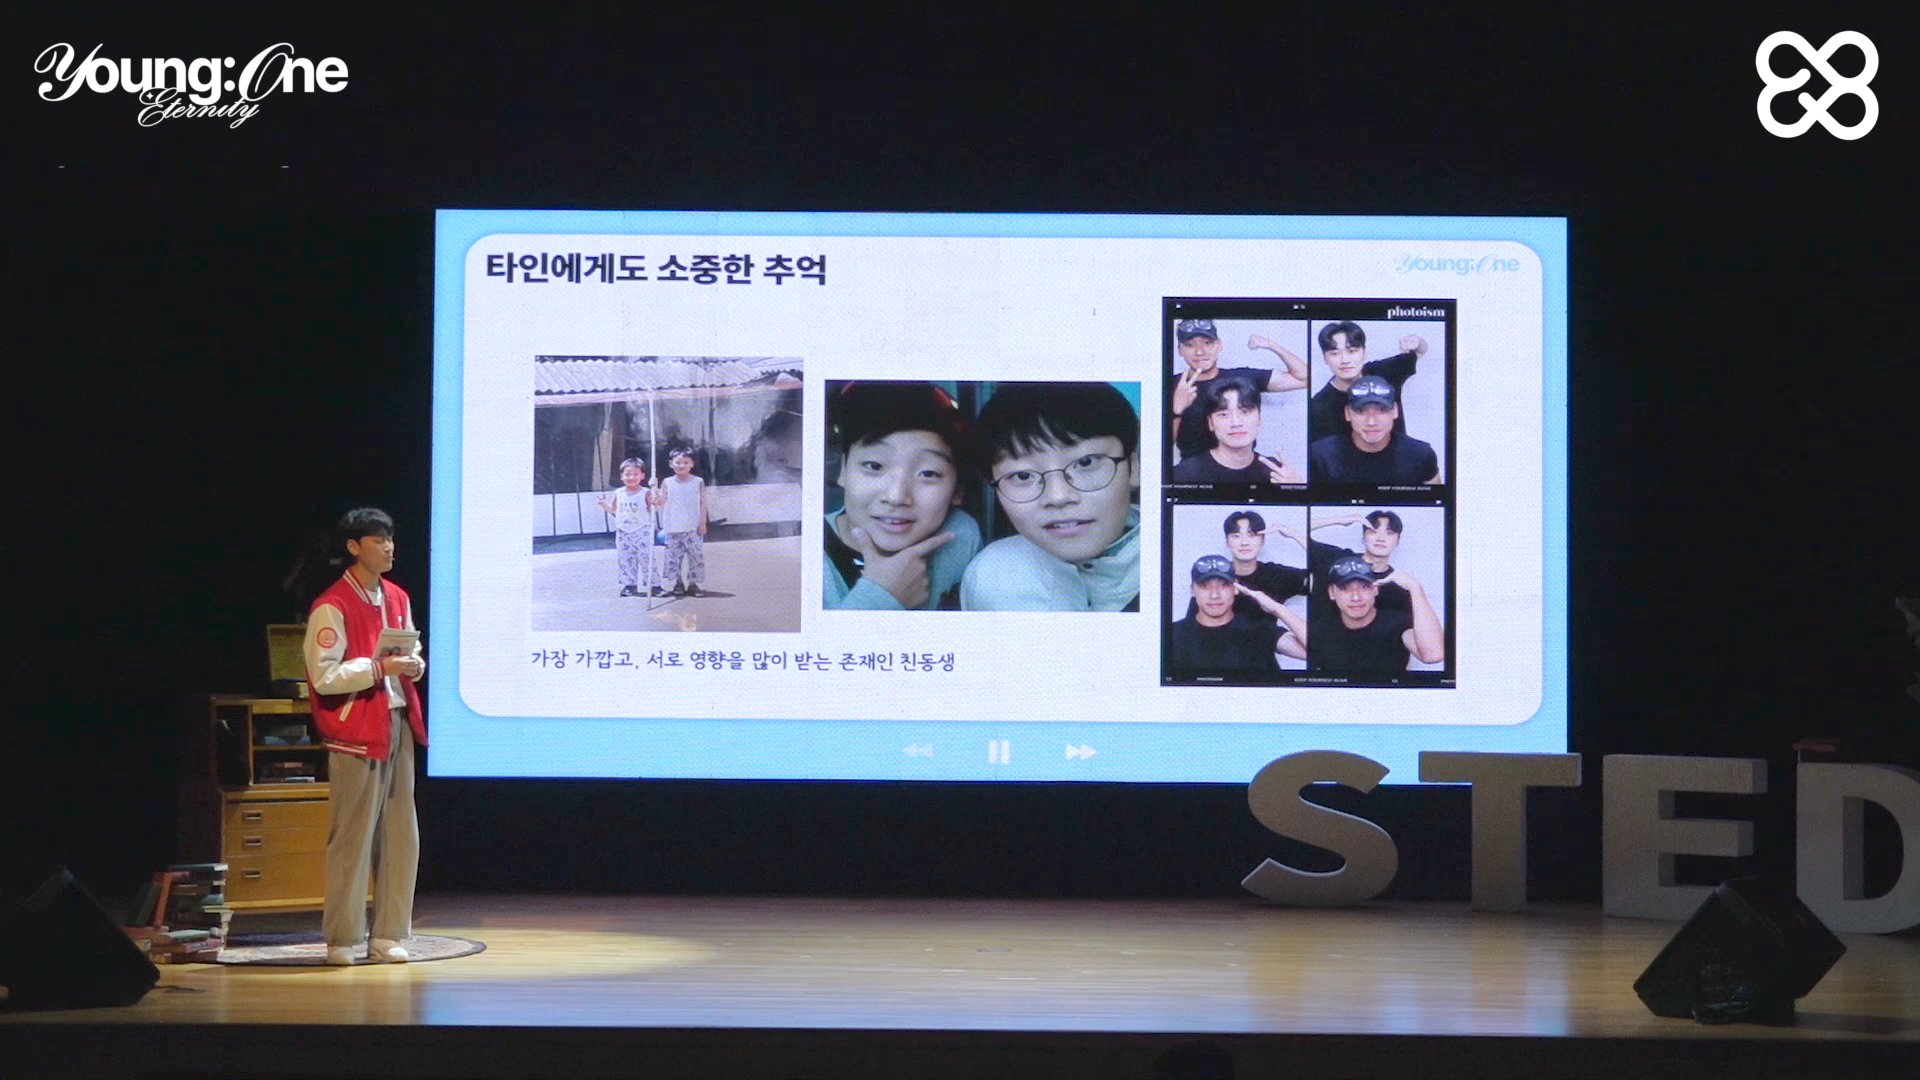 Young:One
Eternity
타인에게도 소중한 추억
Young:One
photoism
가장 가깝고, 서로 영향을 많이 받는 존재인 친동생
STED